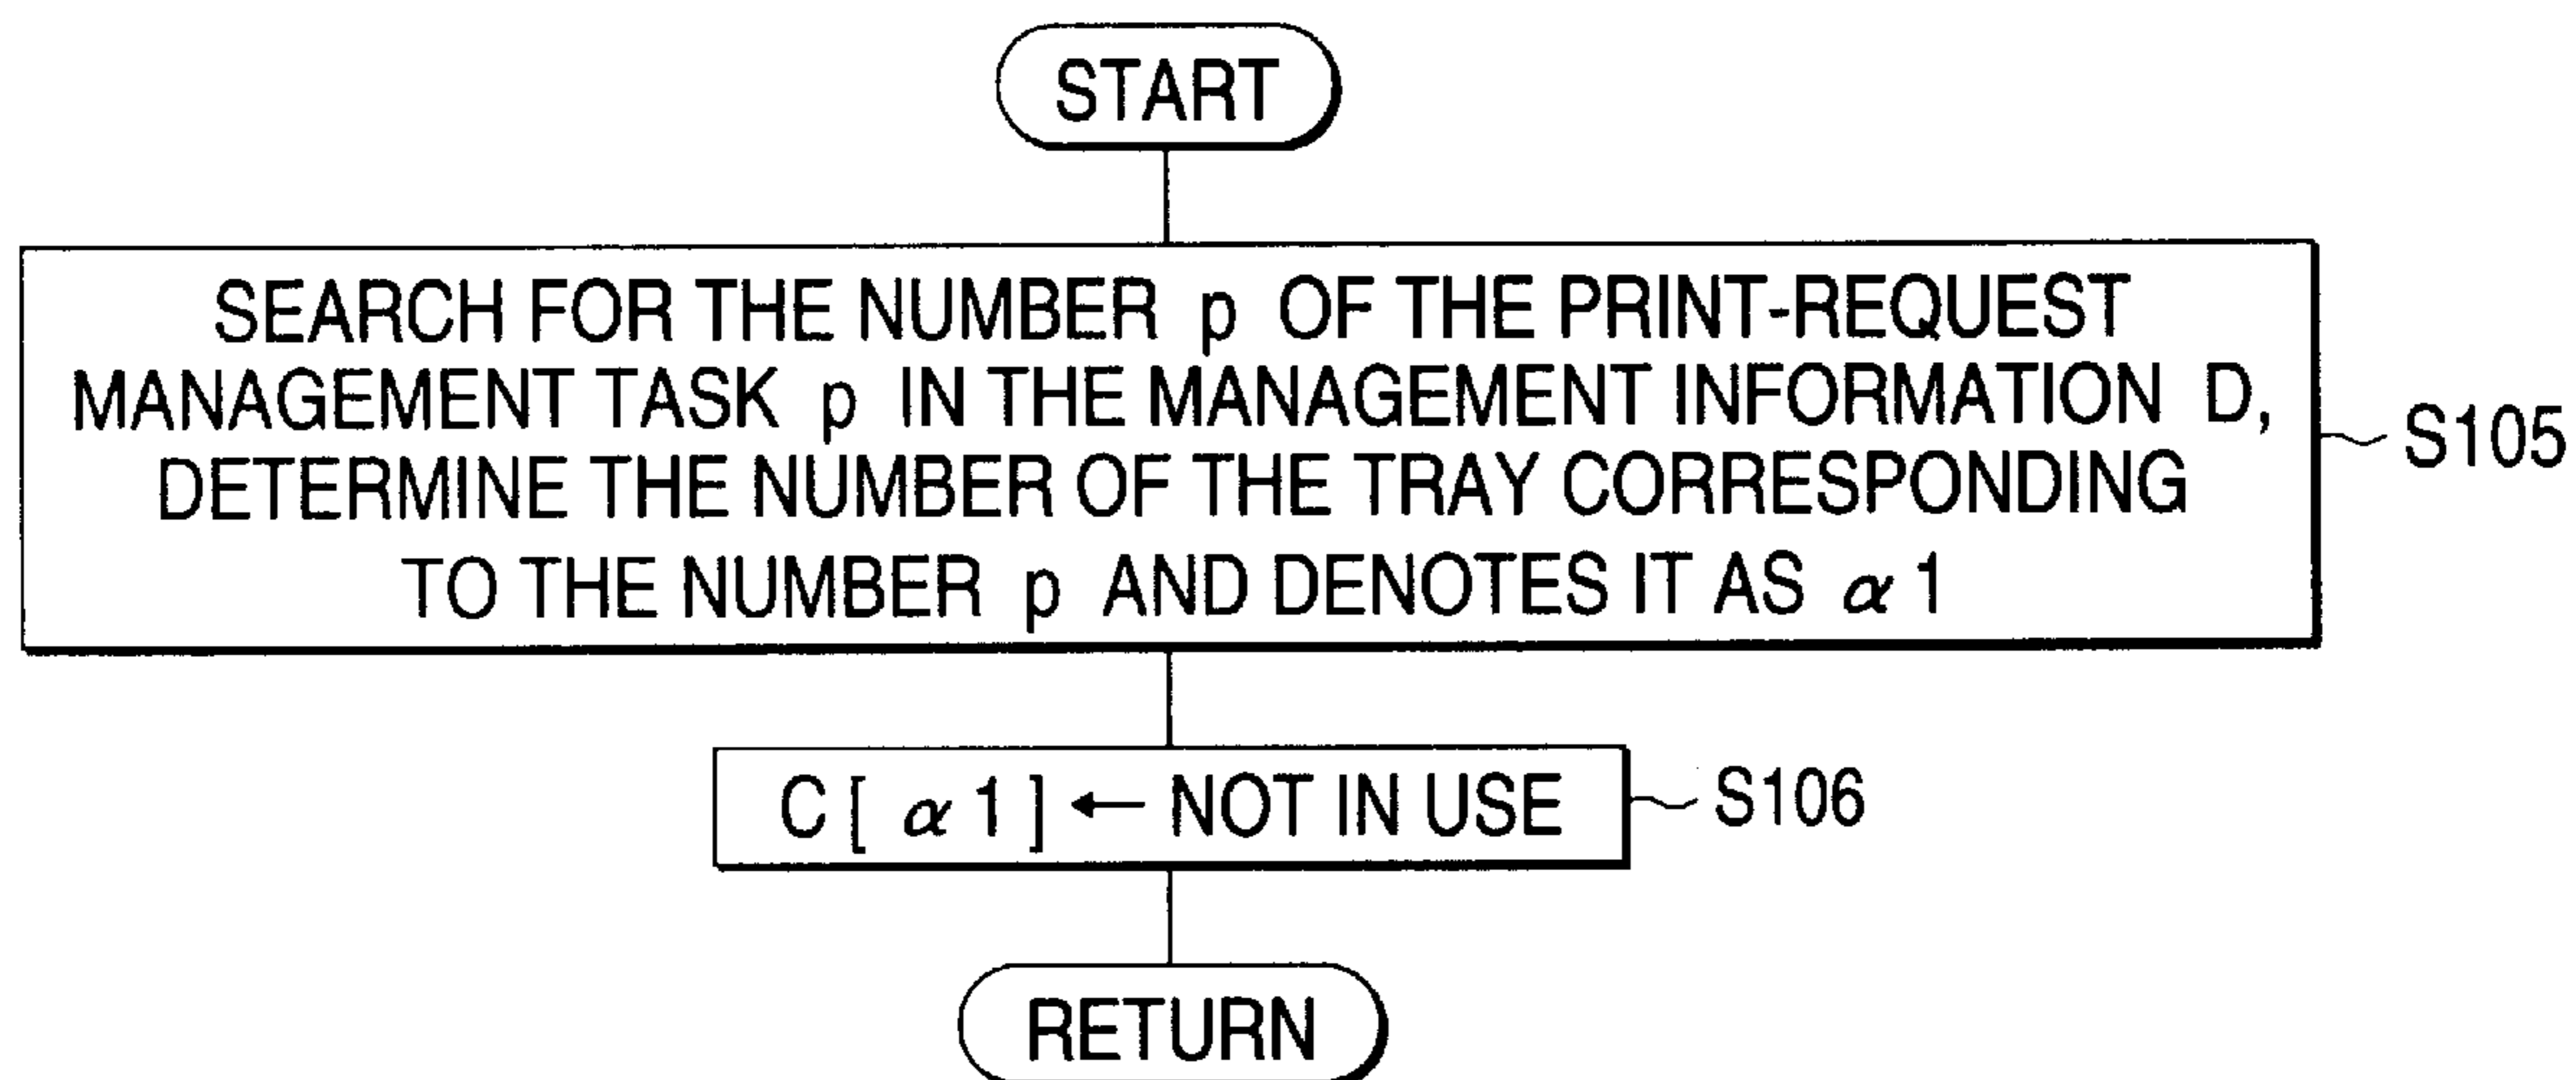 START
SEARCH FOR THE NUMBER p OF THE PRINT-REQUEST
MANAGEMENT TASK p IN THE MANAGEMENT INFORMATION D,
DETERMINE THE NUMBER OF THE TRAY CORRESPONDING
TO THE NUMBER p AND DENOTES IT AS α1
S105
C[α1] ← NOT IN USE
S106
RETURN